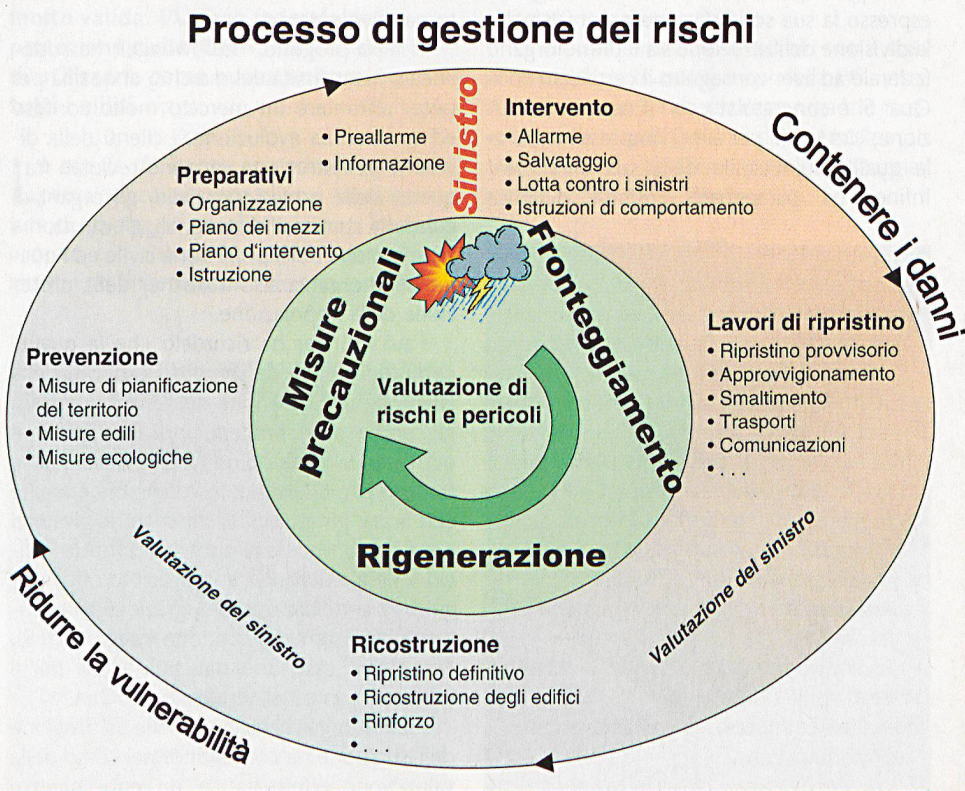 Processo di gestione dei rischi
Sinistro
Intervento
• Allarme
• Salvataggio
• Lotta contro i sinistri
• Istruzioni di comportamento
Contenere i danni
Lavori di ripristino
• Ripristino provvisorio
• Approvvigionamento
• Smaltimento
• Trasporti
• Comunicazioni
• . . . .
Valutazione del sinistro
Ricostruzione
• Ripristino definitivo
• Ricostruzione degli edifici
• Rinforzo
• . . . .
Valutazione del sinistro
Ridurre la vulnerabilità
Prevenzione
• Misure di pianificazione
del territorio
• Misure edili
• Misure ecologiche
Preparativi
• Organizzazione
• Piano dei mezzi
• Piano d'intervento
• Istruzione
• Preallarme
• Informazione
Misure
precauzionali
Fronteggiamento
Rigenerazione
Valutazione di
rischi e pericoli